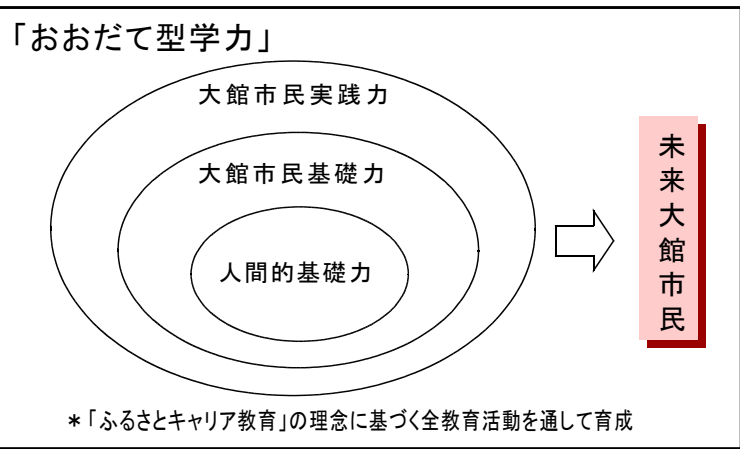 「おおだて型学力」
大館市民実践力
大館市民基礎力
人間的基礎力
未来大館市民
＊「ふるさとキャリア教育」の理念に基づく全教育活動を通して育成